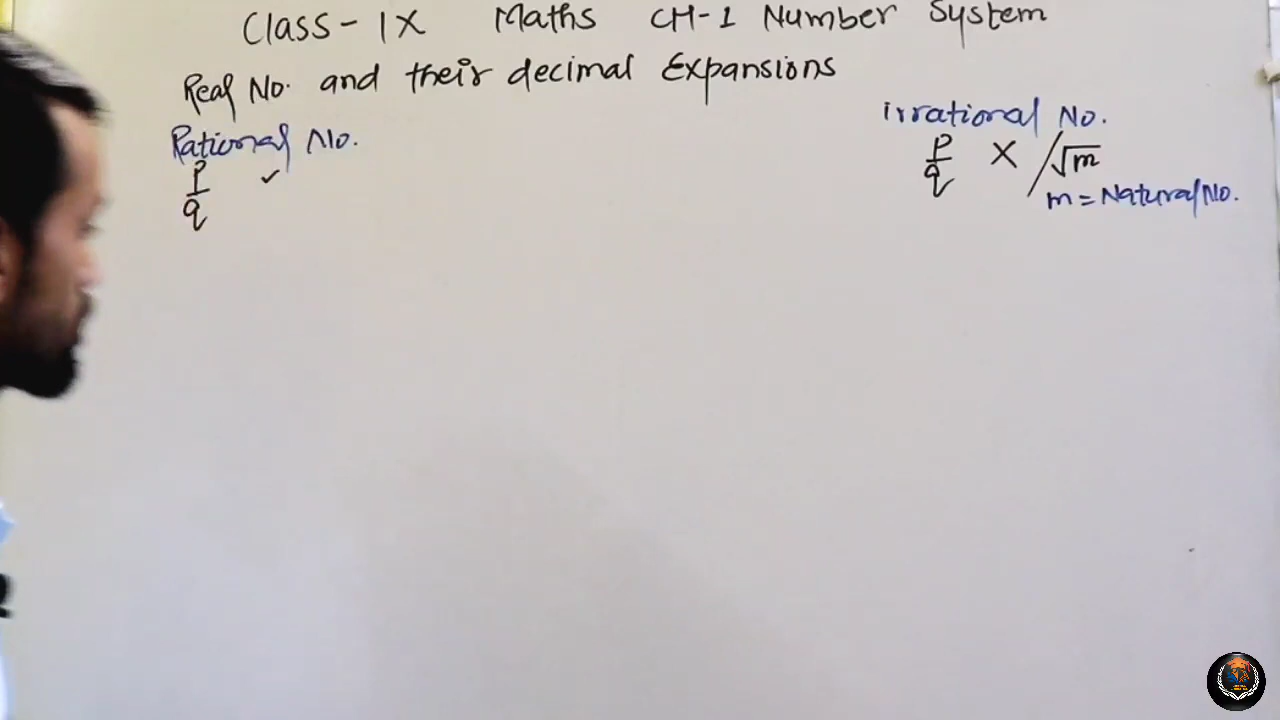 Class - IX Maths CH-1 Number System
Real No. and their decimal Expansions
Rational No.
p/q ✓
irrational No.
p/q × / √m
m = Natural No.